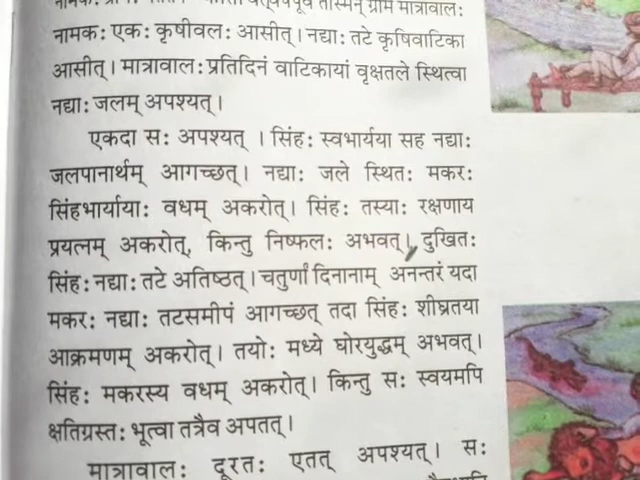 तस्मिन् ग्रामे मात्रावालः
नामकः एकः कृषीवलः आसीत्। नद्याः तटे कृषिवाटिका
आसीत्। मात्रावालः प्रतिदिनं वाटिकायां वृक्षतले स्थित्वा
नद्याः जलम् अपश्यत्।
एकदा सः अपश्यत् । सिंहः स्वभार्यया सह नद्याः
जलपानार्थम् आगच्छत्। नद्याः जले स्थितः मकरः
सिंहभार्यायाः वधम् अकरोत्। सिंहः तस्याः रक्षणाय
प्रयत्नम् अकरोत्, किन्तु निष्फलः अभवत्। दुखितः
सिंहः नद्याः तटे अतिष्ठत्। चतुर्णां दिनानाम् अनन्तरं यदा
मकरः नद्याः तटसमीपं आगच्छत् तदा सिंहः शीघ्रतया
आक्रमणम् अकरोत्। तयोः मध्ये घोरयुद्धम् अभवत्।
सिंहः मकरस्य वधम् अकरोत्। किन्तु सः स्वयमपि
क्षतिग्रस्तः भूत्वा तत्रैव अपतत्।
मात्रावालः दूरतः एतत् अपश्यत्। सः